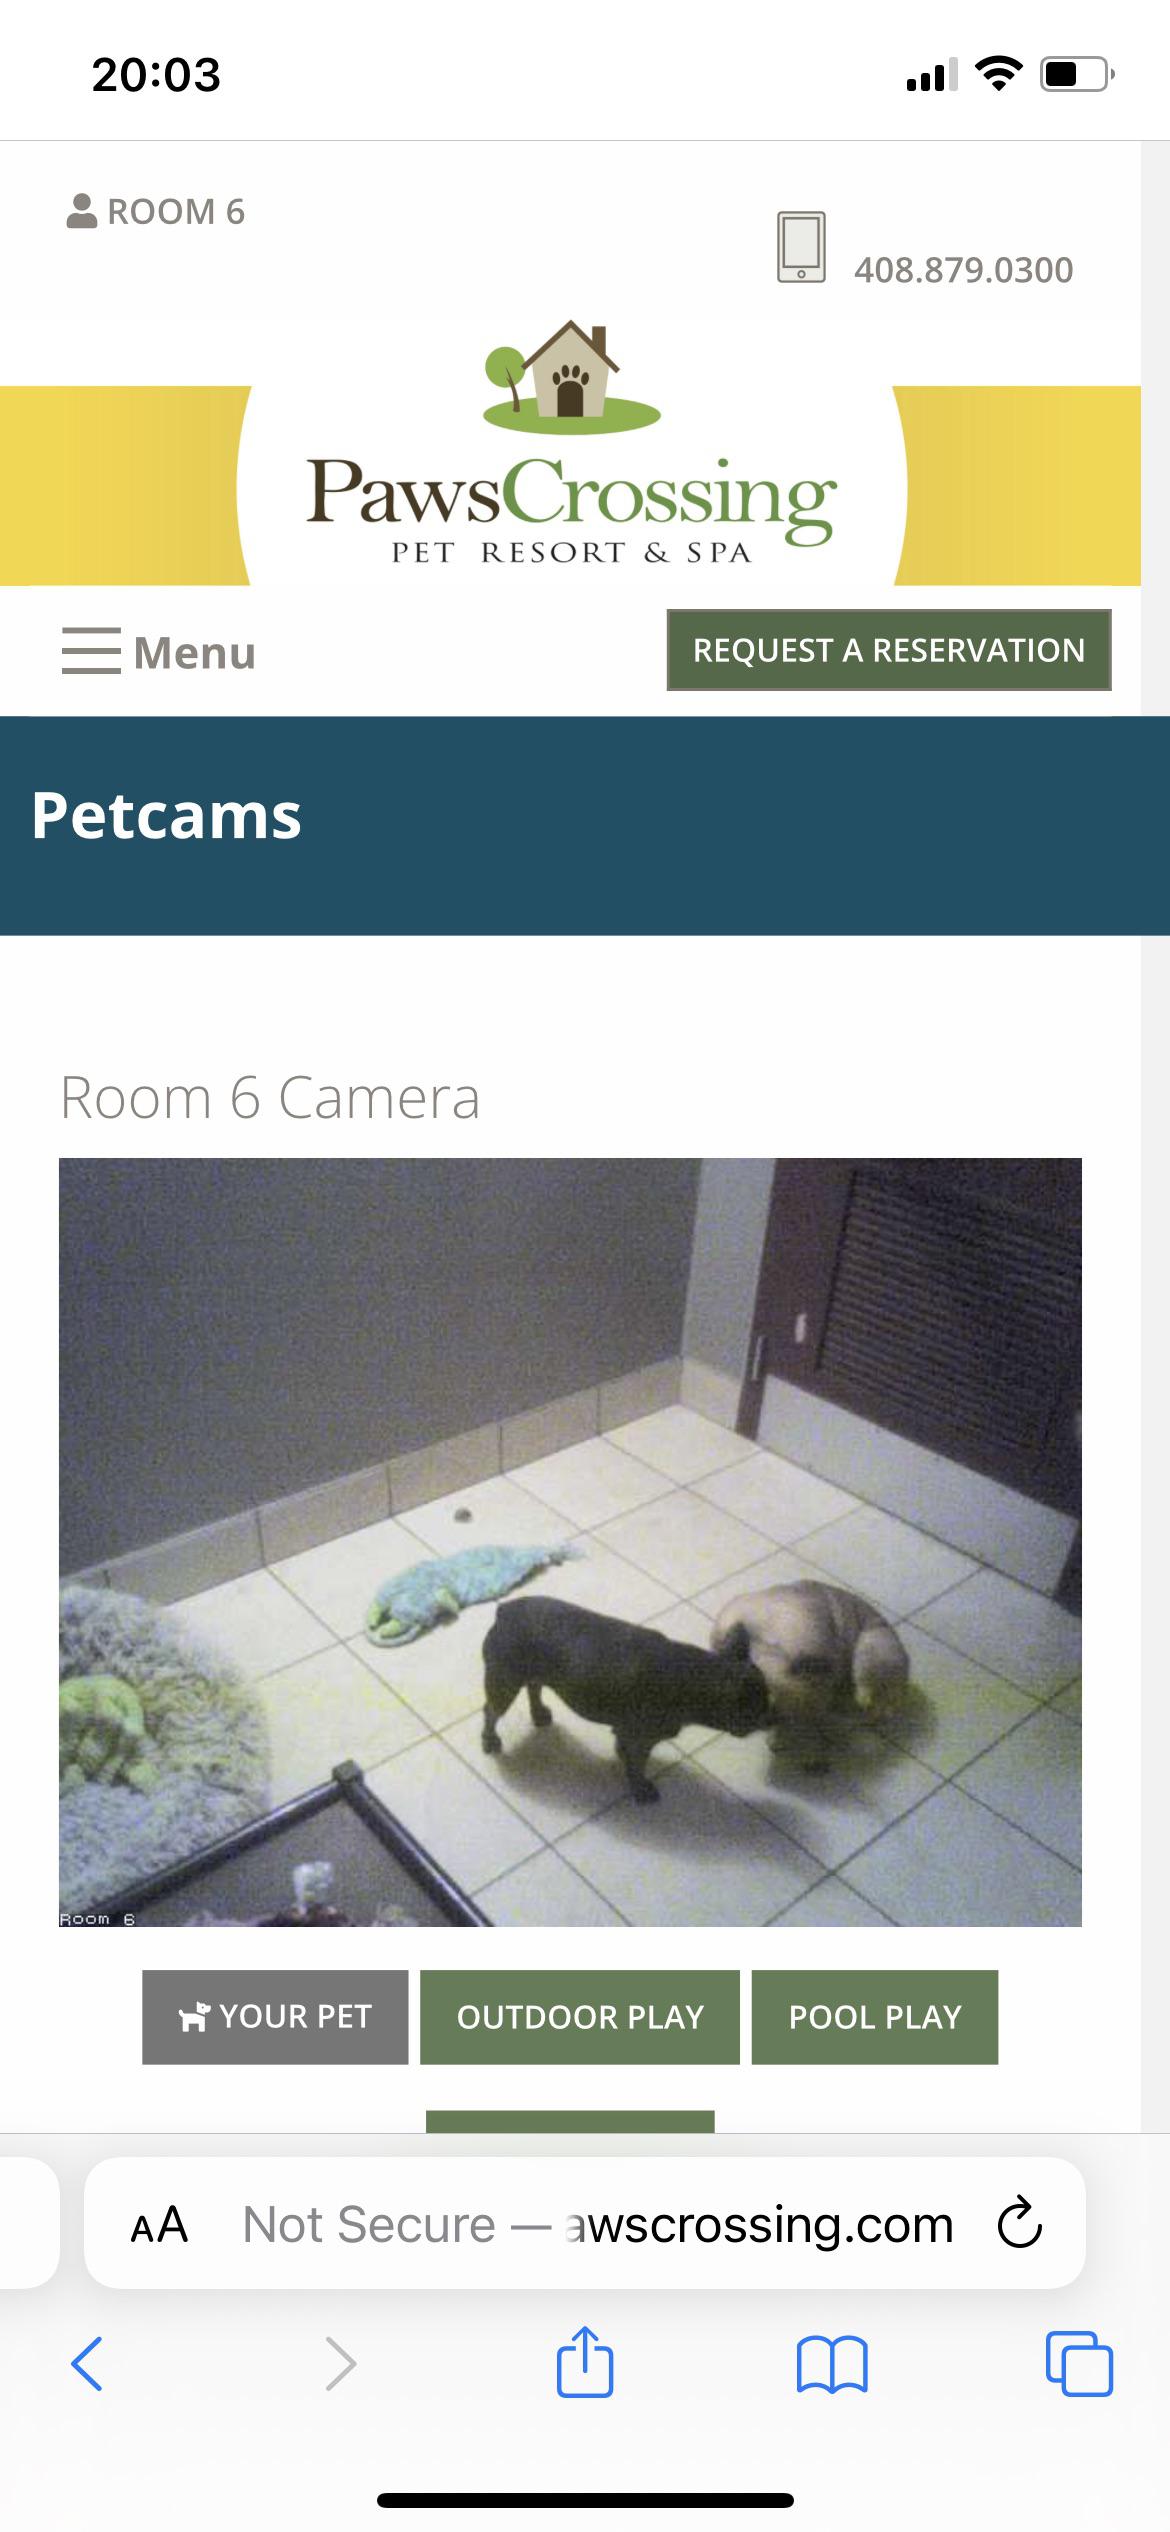 20:03
ROOM 6
408.879.0300
PawsCrossing
PET RESORT & SPA
Menu
REQUEST A RESERVATION
Petcams
Room 6 Camera
Room 6
YOUR PET
OUTDOOR PLAY
POOL PLAY
AA
Not Secure — awscrossing.com